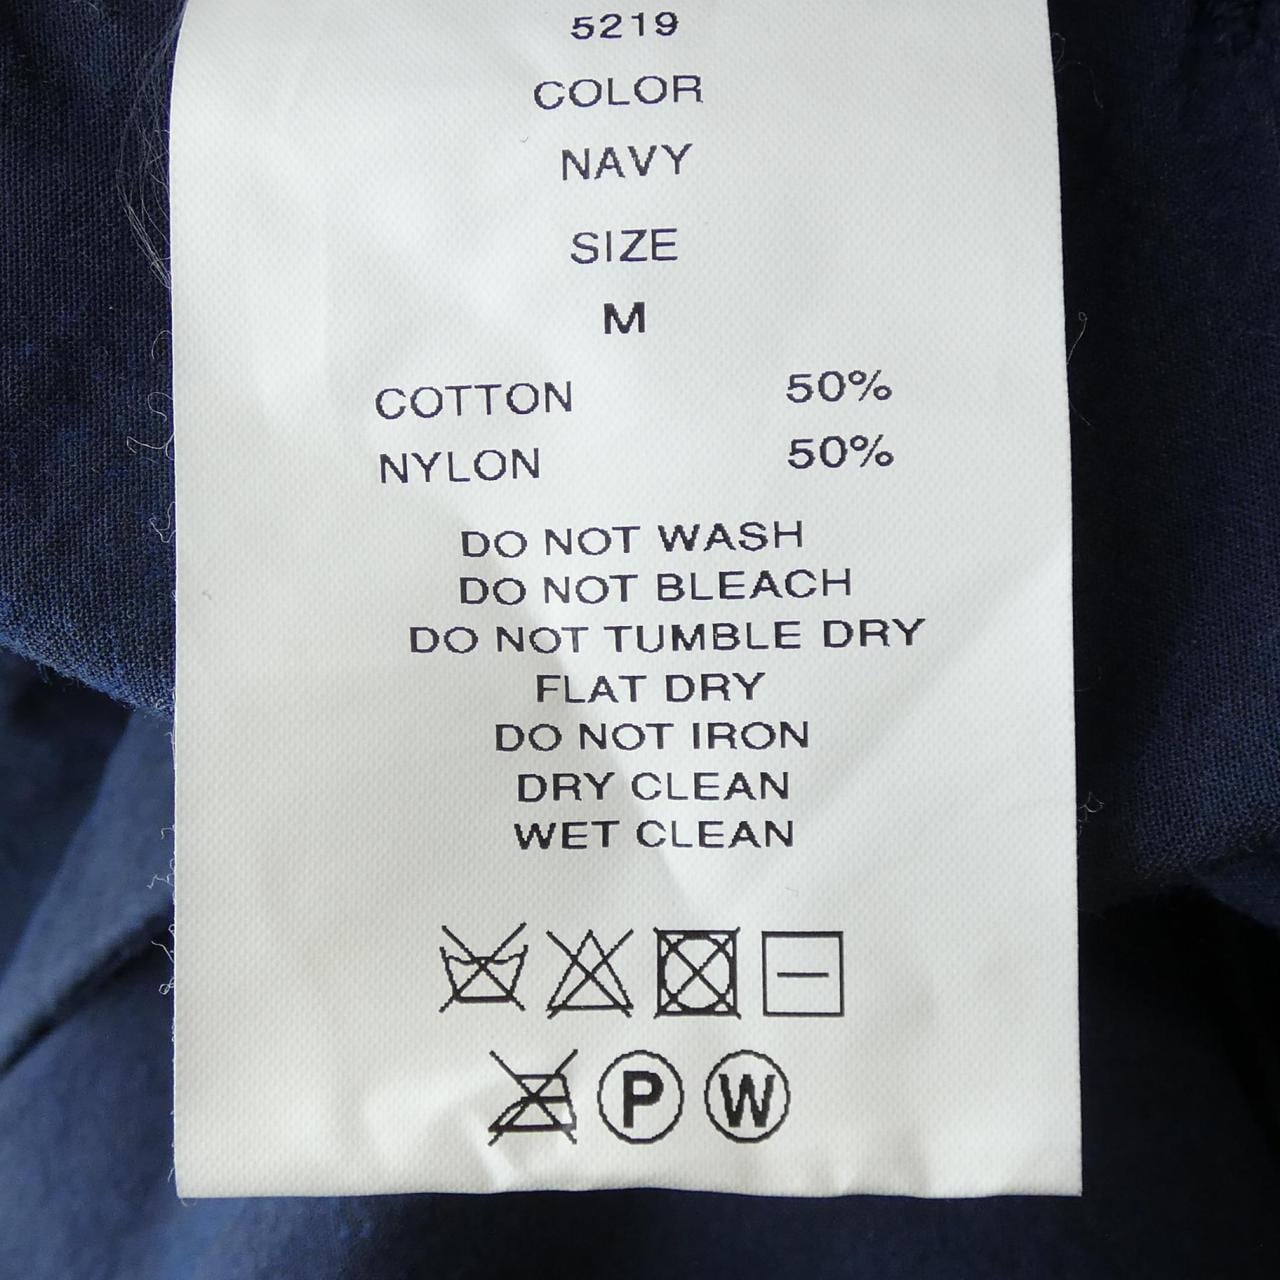 5219
COLOR
NAVY
SIZE
M
COTTON 50%
NYLON 50%
DO NOT WASH
DO NOT BLEACH
DO NOT TUMBLE DRY
FLAT DRY
DO NOT IRON
DRY CLEAN
WET CLEAN
P W